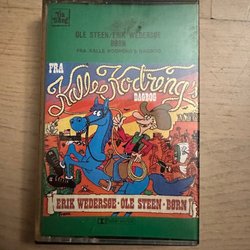 OLE STEEN/ERIK WEDERSØE
BØRN
FRA KALLE KODRENG'S DAGBOG
FRA
Kalle Kodreng's
DAGBOG
ERIK WEDERSØE · OLE STEEN · BØRN